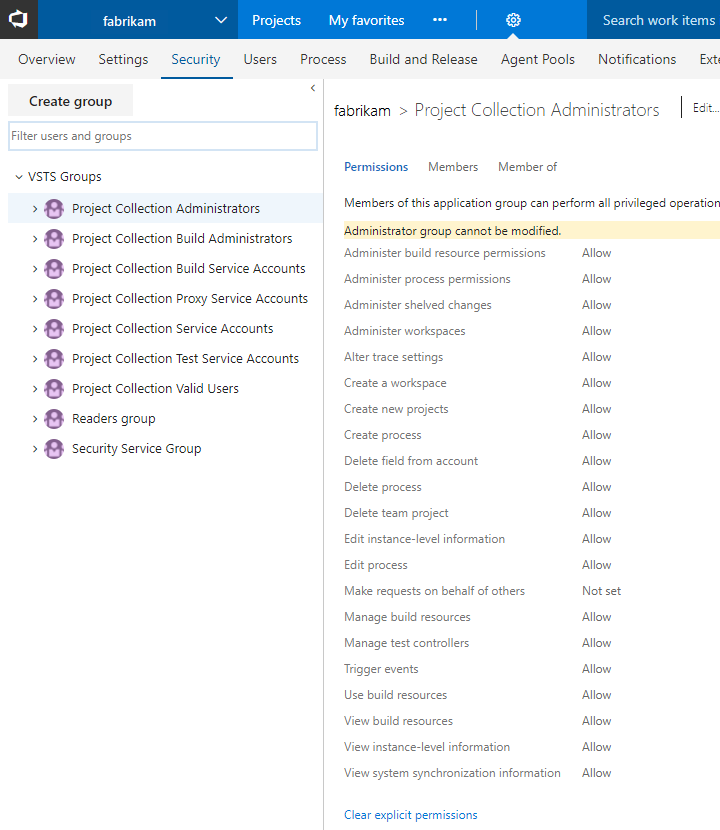 fabrikam Projects My favorites ··· Search work items
Overview Settings Security Users Process Build and Release Agent Pools Notifications Exte
Create group
Filter users and groups
VSTS Groups
Project Collection Administrators
Project Collection Build Administrators
Project Collection Build Service Accounts
Project Collection Proxy Service Accounts
Project Collection Service Accounts
Project Collection Test Service Accounts
Project Collection Valid Users
Readers group
Security Service Group
fabrikam > Project Collection Administrators Edit...
Permissions Members Member of
Members of this application group can perform all privileged operation
Administrator group cannot be modified.
Administer build resource permissions Allow
Administer process permissions Allow
Administer shelved changes Allow
Administer workspaces Allow
Alter trace settings Allow
Create a workspace Allow
Create new projects Allow
Create process Allow
Delete field from account Allow
Delete process Allow
Delete team project Allow
Edit instance-level information Allow
Edit process Allow
Make requests on behalf of others Not set
Manage build resources Allow
Manage test controllers Allow
Trigger events Allow
Use build resources Allow
View build resources Allow
View instance-level information Allow
View system synchronization information Allow
Clear explicit permissions